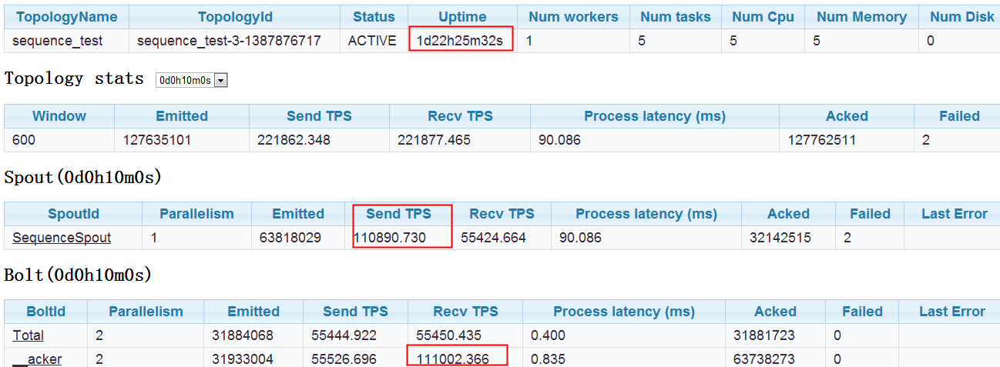 TopologyName TopologyId Status Uptime Num workers Num tasks Num Cpu Num Memory Num Disk
sequence_test sequence_test-3-1387876717 ACTIVE 1d22h25m32s 1 5 5 5 0
Topology stats 0d0h10m0s
Window Emitted Send TPS Recv TPS Process latency (ms) Acked Failed
600 127635101 221862.348 221877.465 90.086 127762511 2
Spout(0d0h10m0s)
SpoutId Parallelism Emitted Send TPS Recv TPS Process latency (ms) Acked Failed Last Error
SequenceSpout 1 63818029 110890.730 55424.664 90.086 32142515 2
Bolt(0d0h10m0s)
BoltId Parallelism Emitted Send TPS Recv TPS Process latency (ms) Acked Failed Last Error
Total 2 31884068 55444.922 55450.435 0.400 31881723 0
__acker 2 31933004 55526.696 111002.366 0.835 63738273 0